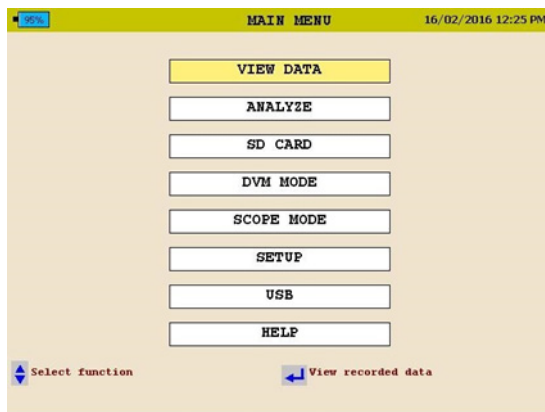 95% MAIN MENU 16/02/2016 12:25 PM
VIEW DATA
ANALYZE
SD CARD
DVM MODE
SCOPE MODE
SETUP
USB
HELP
Select function View recorded data